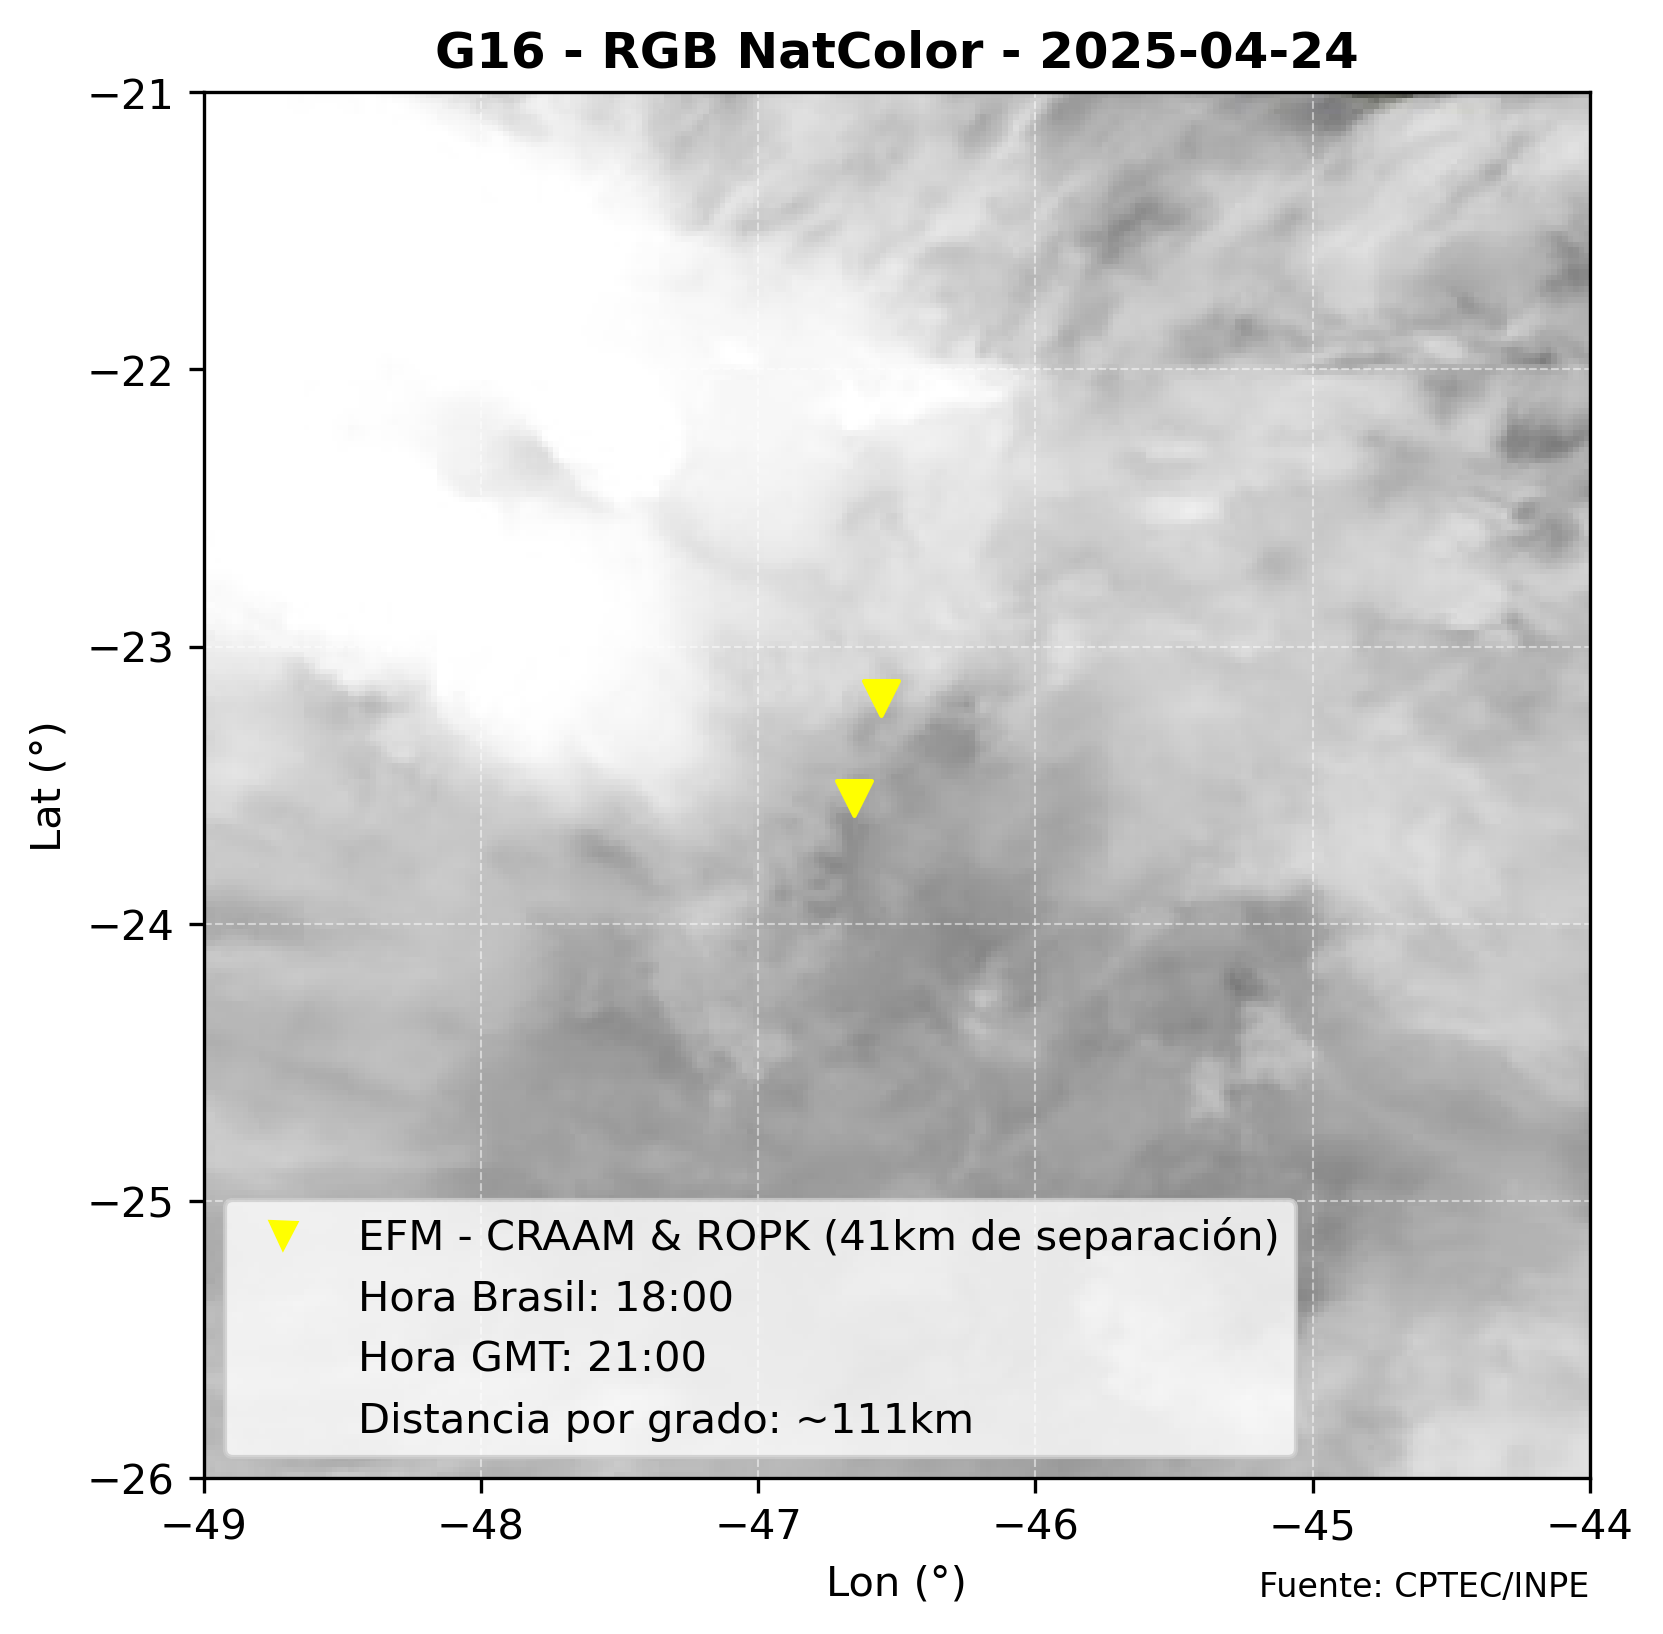 G16 - RGB NatColor - 2025-04-24
−21
−22
−23
−24
−25
−26
Lat (°)
EFM - CRAAM & ROPK (41km de separación)
Hora Brasil: 18:00
Hora GMT: 21:00
Distancia por grado: ~111km
−49 −48 −47 −46 −45 −44
Lon (°)
Fuente: CPTEC/INPE